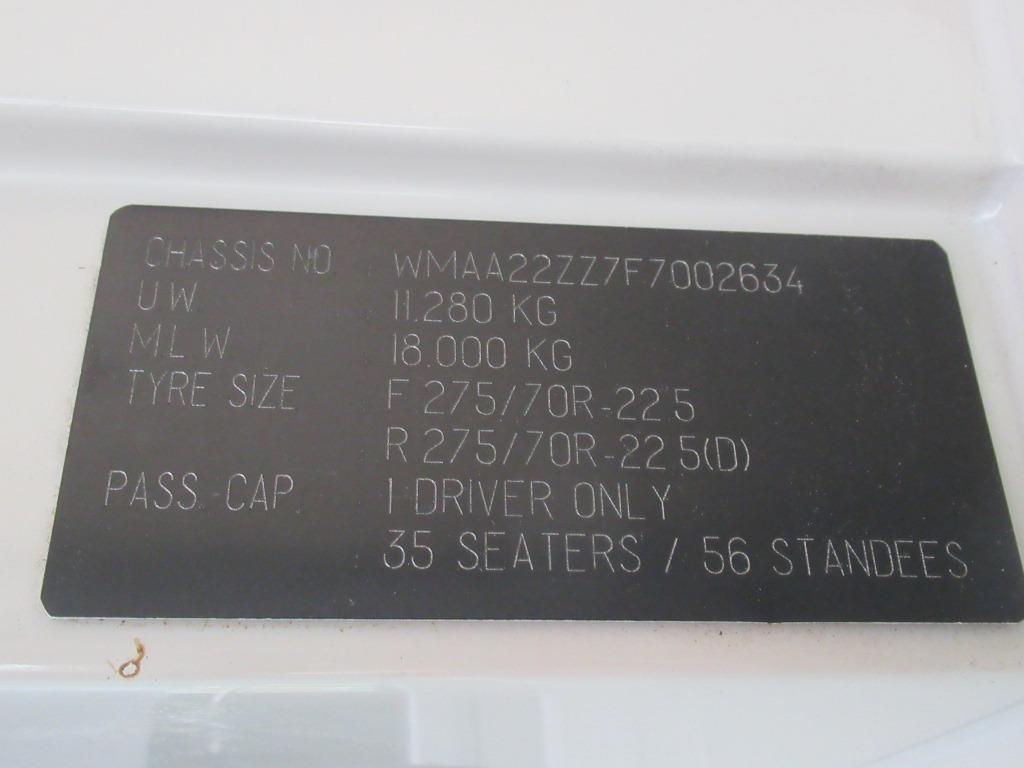 CHASSIS NO WMAA22ZZ7F7002634
U.W. 11.280 KG
M.L.W 18.000 KG
TYRE SIZE F 275/70R-22.5
R 275/70R-22.5(D)
PASS. CAP. 1 DRIVER ONLY
35 SEATERS / 56 STANDEES